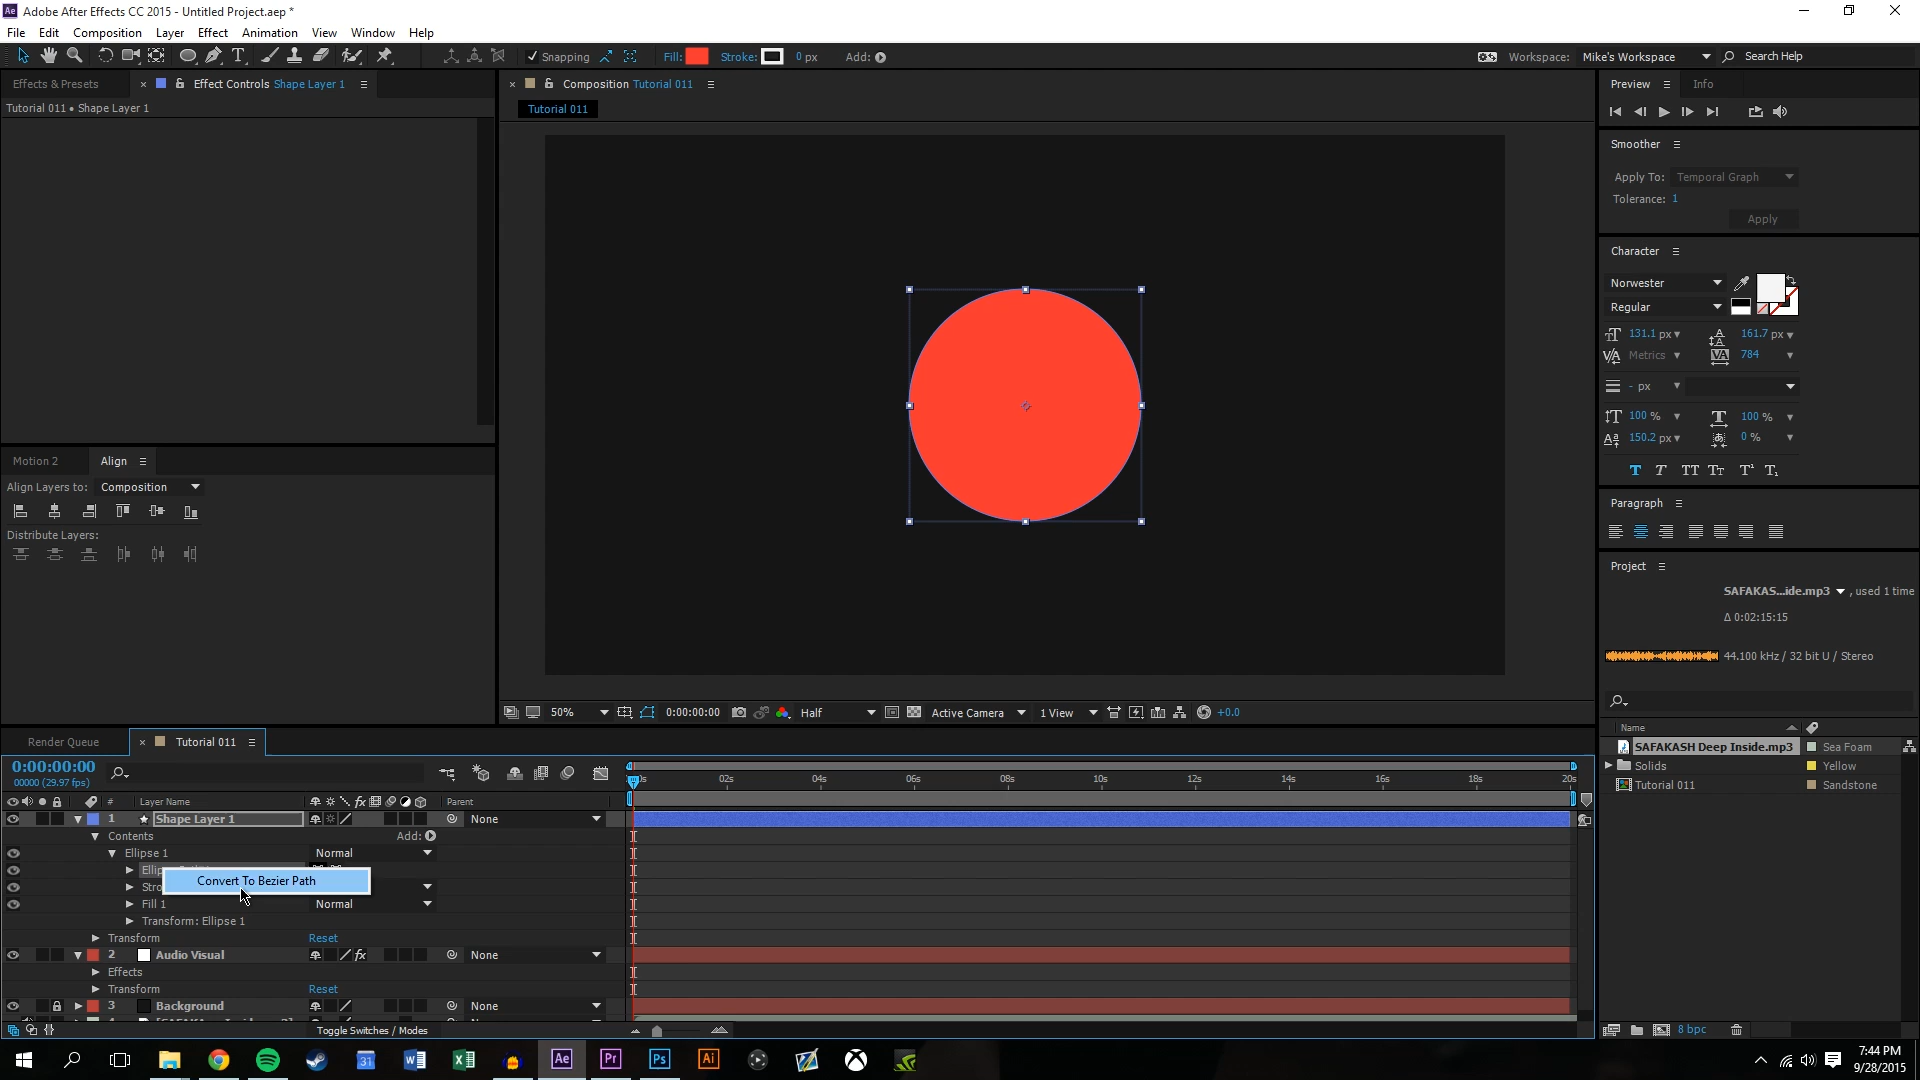 Adobe After Effects CC 2015 - Untitled Project.aep *
File Edit Composition Layer Effect Animation View Window Help
Snapping Fill: Stroke: 0 px Add: Workspace: Mike's Workspace Search Help
Effects & Presets Effect Controls Shape Layer 1
Tutorial 011 • Shape Layer 1
Composition Tutorial 011
Tutorial 011
Preview Info
Smoother
Apply To: Temporal Graph
Tolerance: 1
Apply
Character
Norwester
Regular
131.1 px 161.7 px
Metrics 784
- px
100 % 100 %
150.2 px 0 %
T T TT Tt T¹ T₁
Paragraph
Motion 2 Align
Align Layers to: Composition
Distribute Layers:
Project
SAFAKAS...ide.mp3 , used 1 time
Δ 0:02:15:15
44.100 kHz / 32 bit U / Stereo
Name
SAFAKASH Deep Inside.mp3 Sea Foam
Solids Yellow
Tutorial 011 Sandstone
8 bpc
50% 0:00:00:00 Half Active Camera 1 View +0.0
Render Queue Tutorial 011
0:00:00:00
00000 (29.97 fps)
02s 04s 06s 08s 10s 12s 14s 16s 18s 20s
# Layer Name Parent
1 Shape Layer 1 None
Contents Add:
Ellipse 1 Normal
Convert To Bezier Path
Fill 1 Normal
Transform: Ellipse 1
Transform Reset
2 Audio Visual fx None
Effects
Transform Reset
3 Background None
Toggle Switches / Modes
31 Ae Pr Ps Ai
7:44 PM
9/28/2015